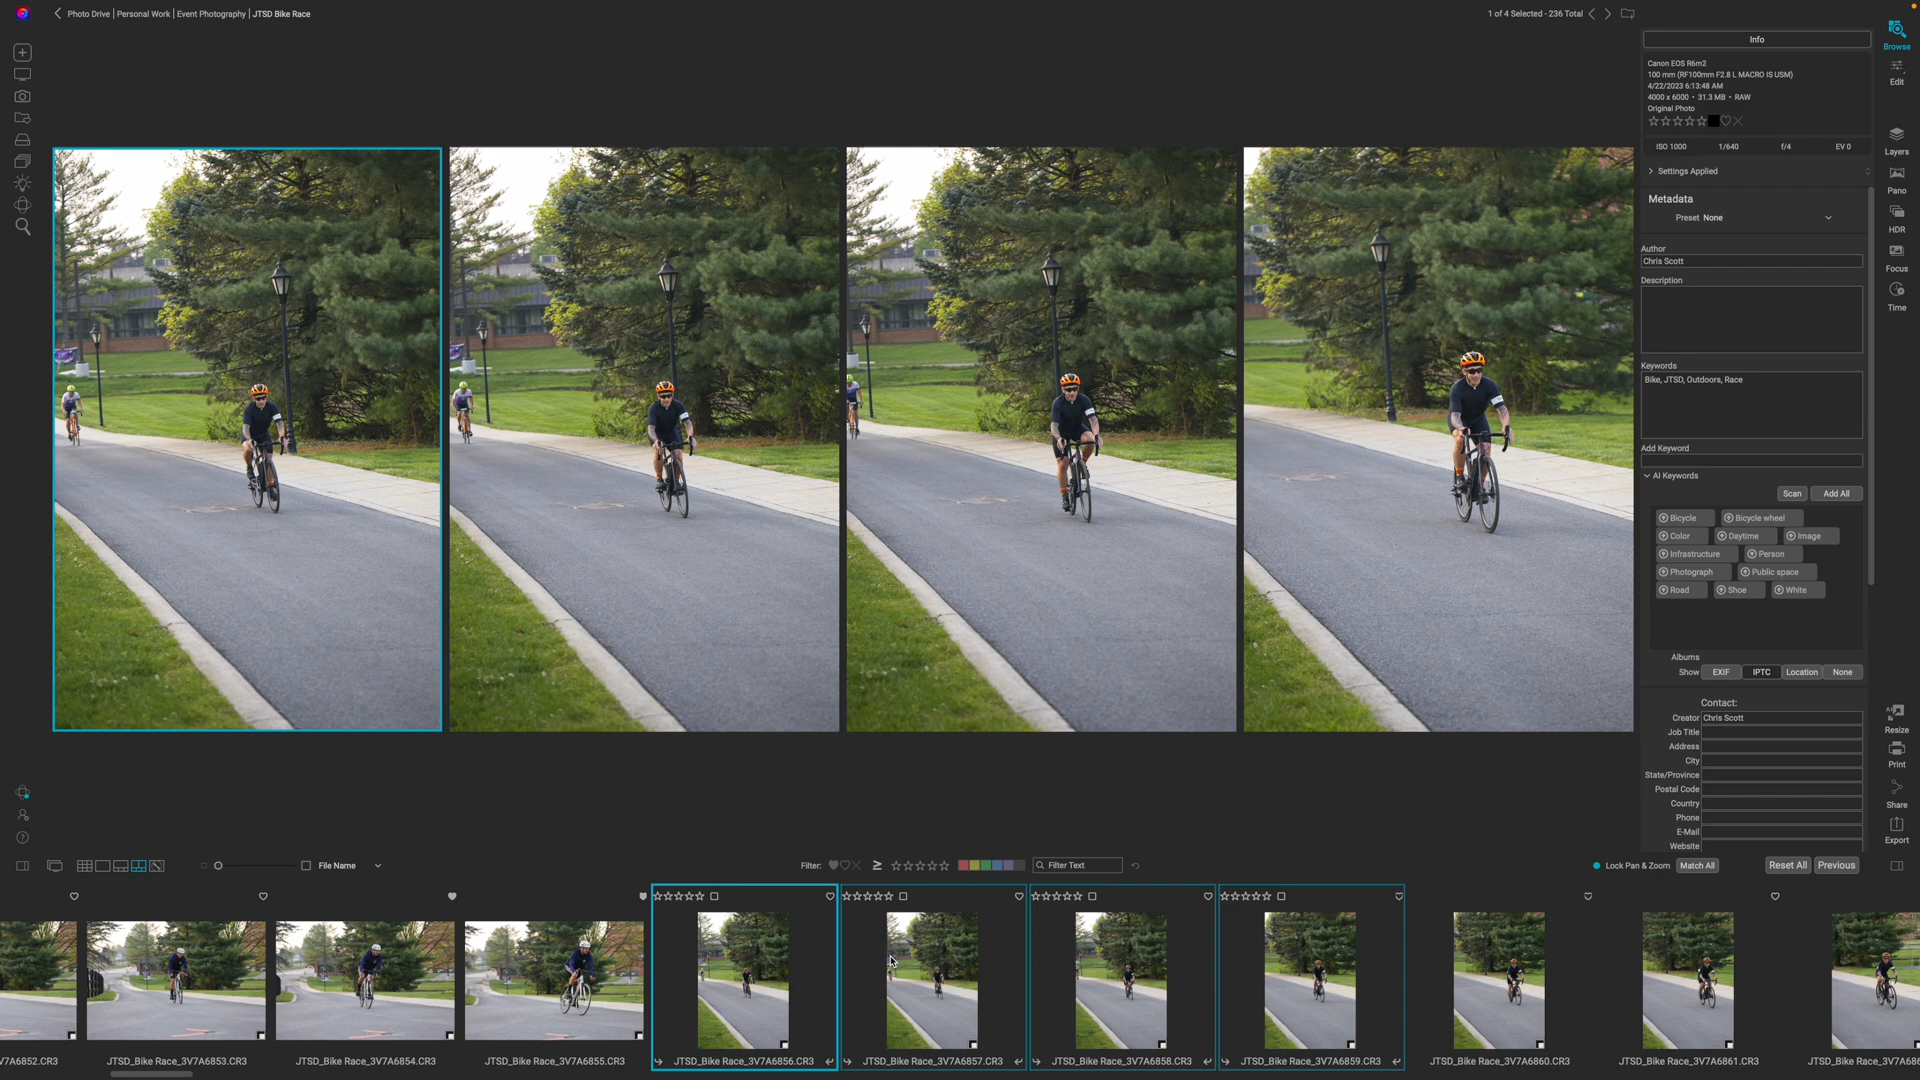 Photo Drive | Personal Work | Event Photography | JTSD Bike Race
1 of 4 Selected - 236 Total
Info
Browse
Edit
Layers
Pano
HDR
Focus
Time
Canon EOS R6m2
100 mm (RF100mm F2.8 L MACRO IS USM)
4/22/2023 6:13:48 AM
4000 x 6000 • 31.3 MB • RAW
Original Photo
ISO 1000 1/640 f/4 EV 0
Settings Applied
Metadata
Preset None
Author
Chris Scott
Description
Keywords
Bike, JTSD, Outdoors, Race
Add Keyword
AI Keywords
Scan Add All
Bicycle Bicycle wheel
Color Daytime Image
Infrastructure Person
Photograph Public space
Road Shoe White
Albums
Show EXIF IPTC Location None
Contact:
Creator Chris Scott
Job Title
Address
City
State/Province
Postal Code
Country
Phone
E-Mail
Website
AI
Resize
Print
Share
Export
File Name
Filter:
Filter Text
Lock Pan & Zoom Match All
Reset All Previous
V7A6852.CR3
JTSD_Bike Race_3V7A6853.CR3
JTSD_Bike Race_3V7A6854.CR3
JTSD_Bike Race_3V7A6855.CR3
JTSD_Bike Race_3V7A6856.CR3
JTSD_Bike Race_3V7A6857.CR3
JTSD_Bike Race_3V7A6858.CR3
JTSD_Bike Race_3V7A6859.CR3
JTSD_Bike Race_3V7A6860.CR3
JTSD_Bike Race_3V7A6861.CR3
JTSD_Bike Race_3V7A686